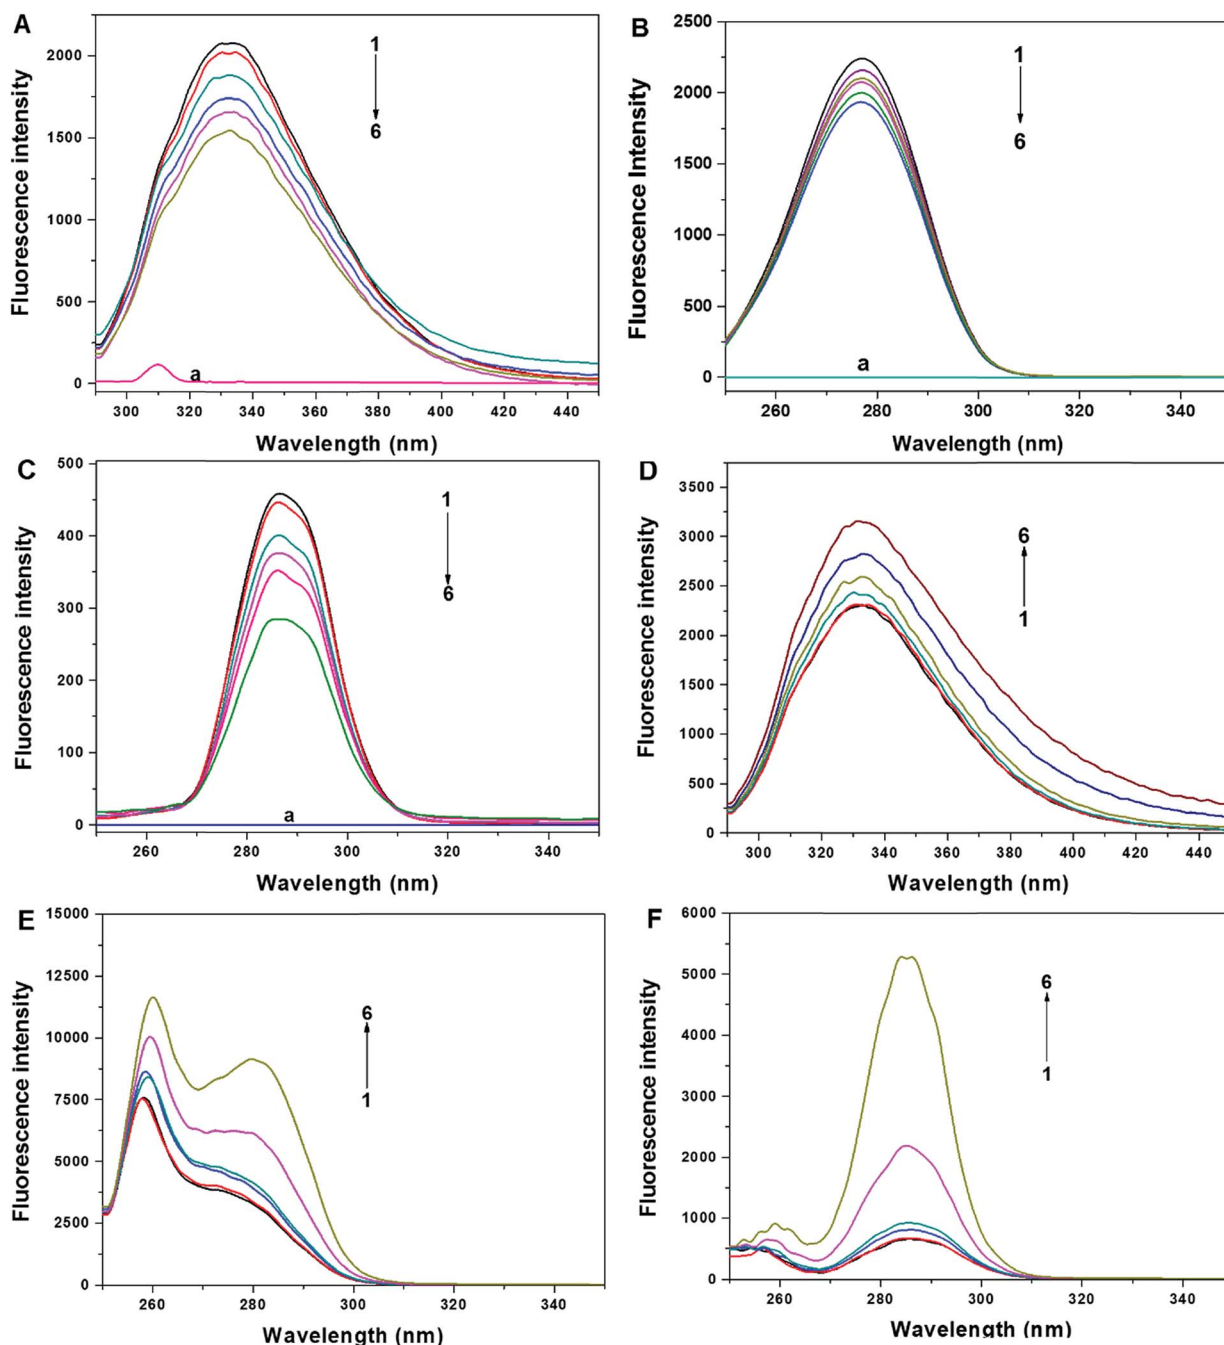 A
Fluorescence intensity
2000
1500
1000
500
0
1
6
a
300 320 340 360 380 400 420 440
Wavelength (nm)
B
Fluorescence Intensity
2500
2000
1500
1000
500
0
1
6
a
260 280 300 320 340
Wavelength (nm)
C
Fluorescence intensity
500
400
300
200
100
0
1
6
a
260 280 300 320 340
Wavelength (nm)
D
Fluorescence intensity
3500
3000
2500
2000
1500
1000
500
0
6
1
300 320 340 360 380 400 420 440
Wavelength (nm)
E
Fluorescence intensity
15000
12500
10000
7500
5000
2500
0
6
1
260 280 300 320 340
Wavelength (nm)
F
Fluorescence intensity
6000
5000
4000
3000
2000
1000
0
6
1
260 280 300 320 340
Wavelength (nm)